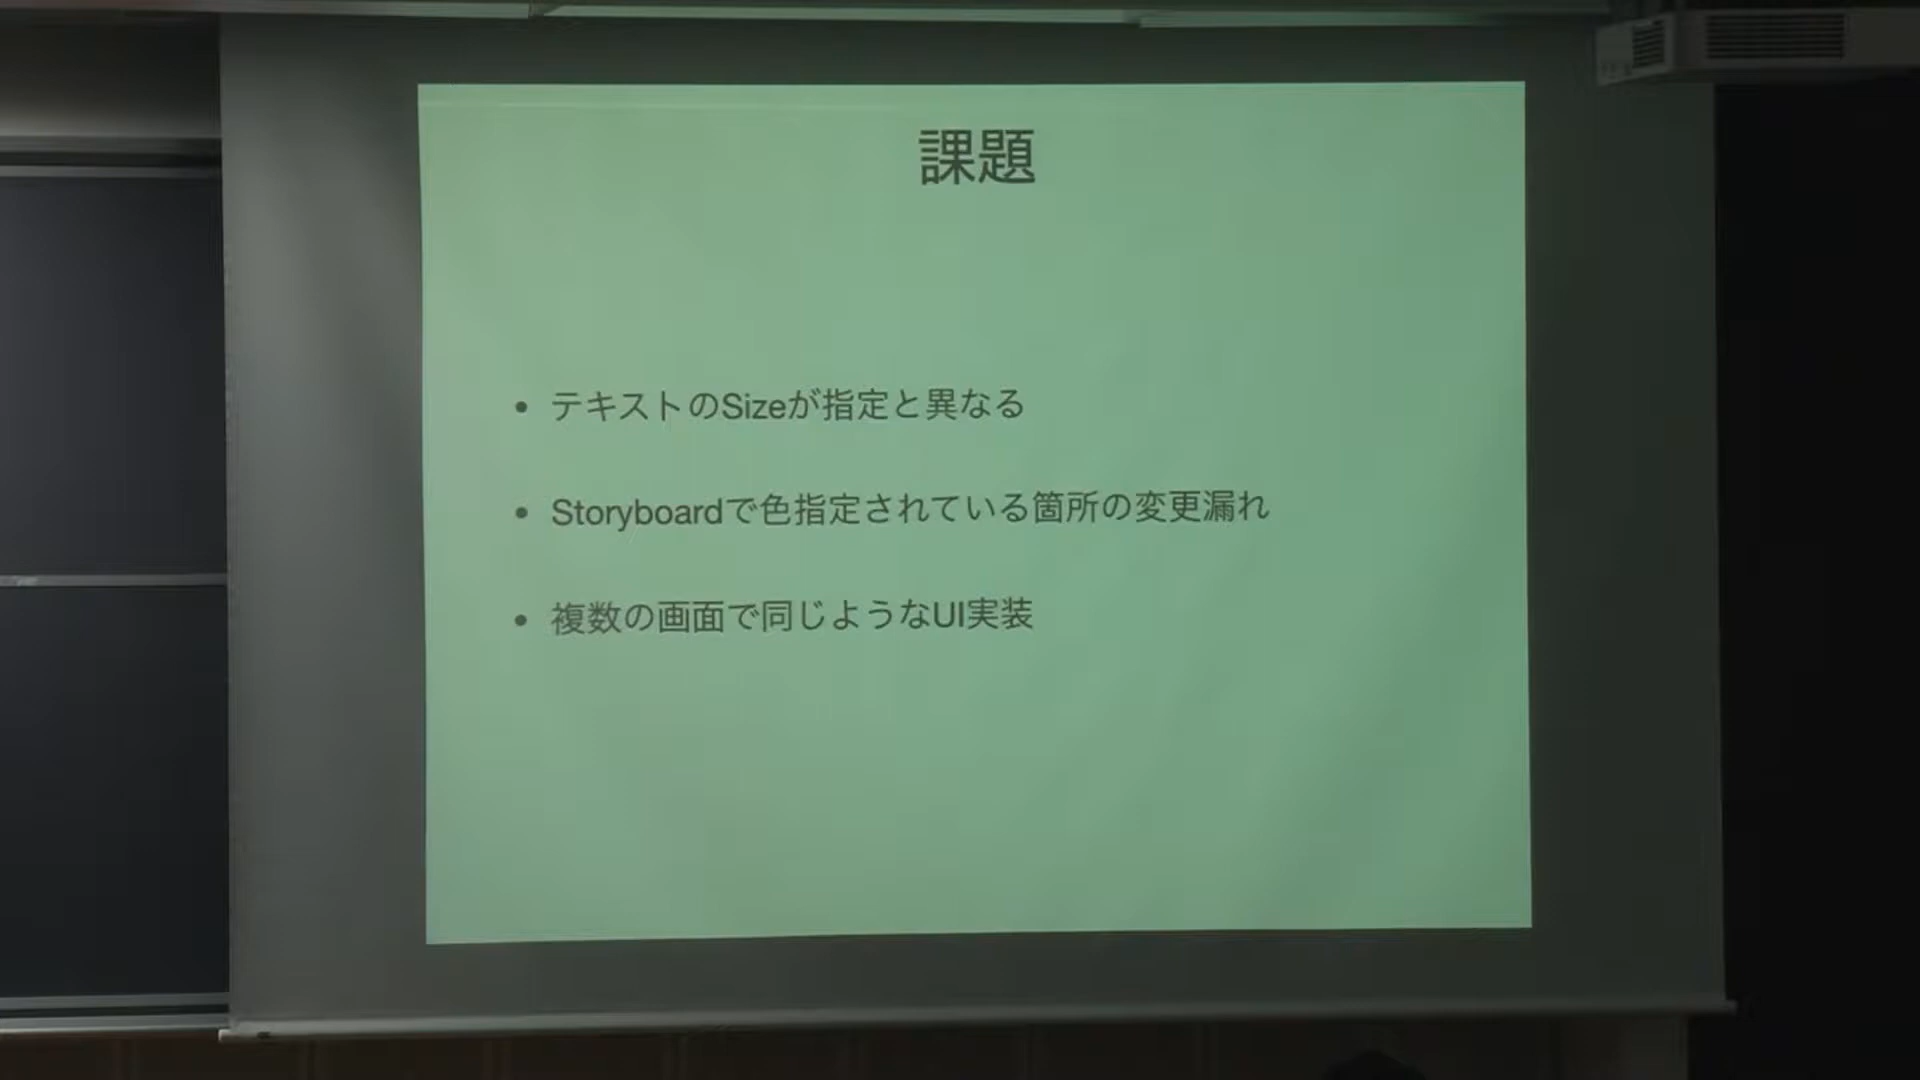 課題
• テキストのSizeが指定と異なる
• Storyboardで色指定されている箇所の変更漏れ
• 複数の画面で同じようなUI実装